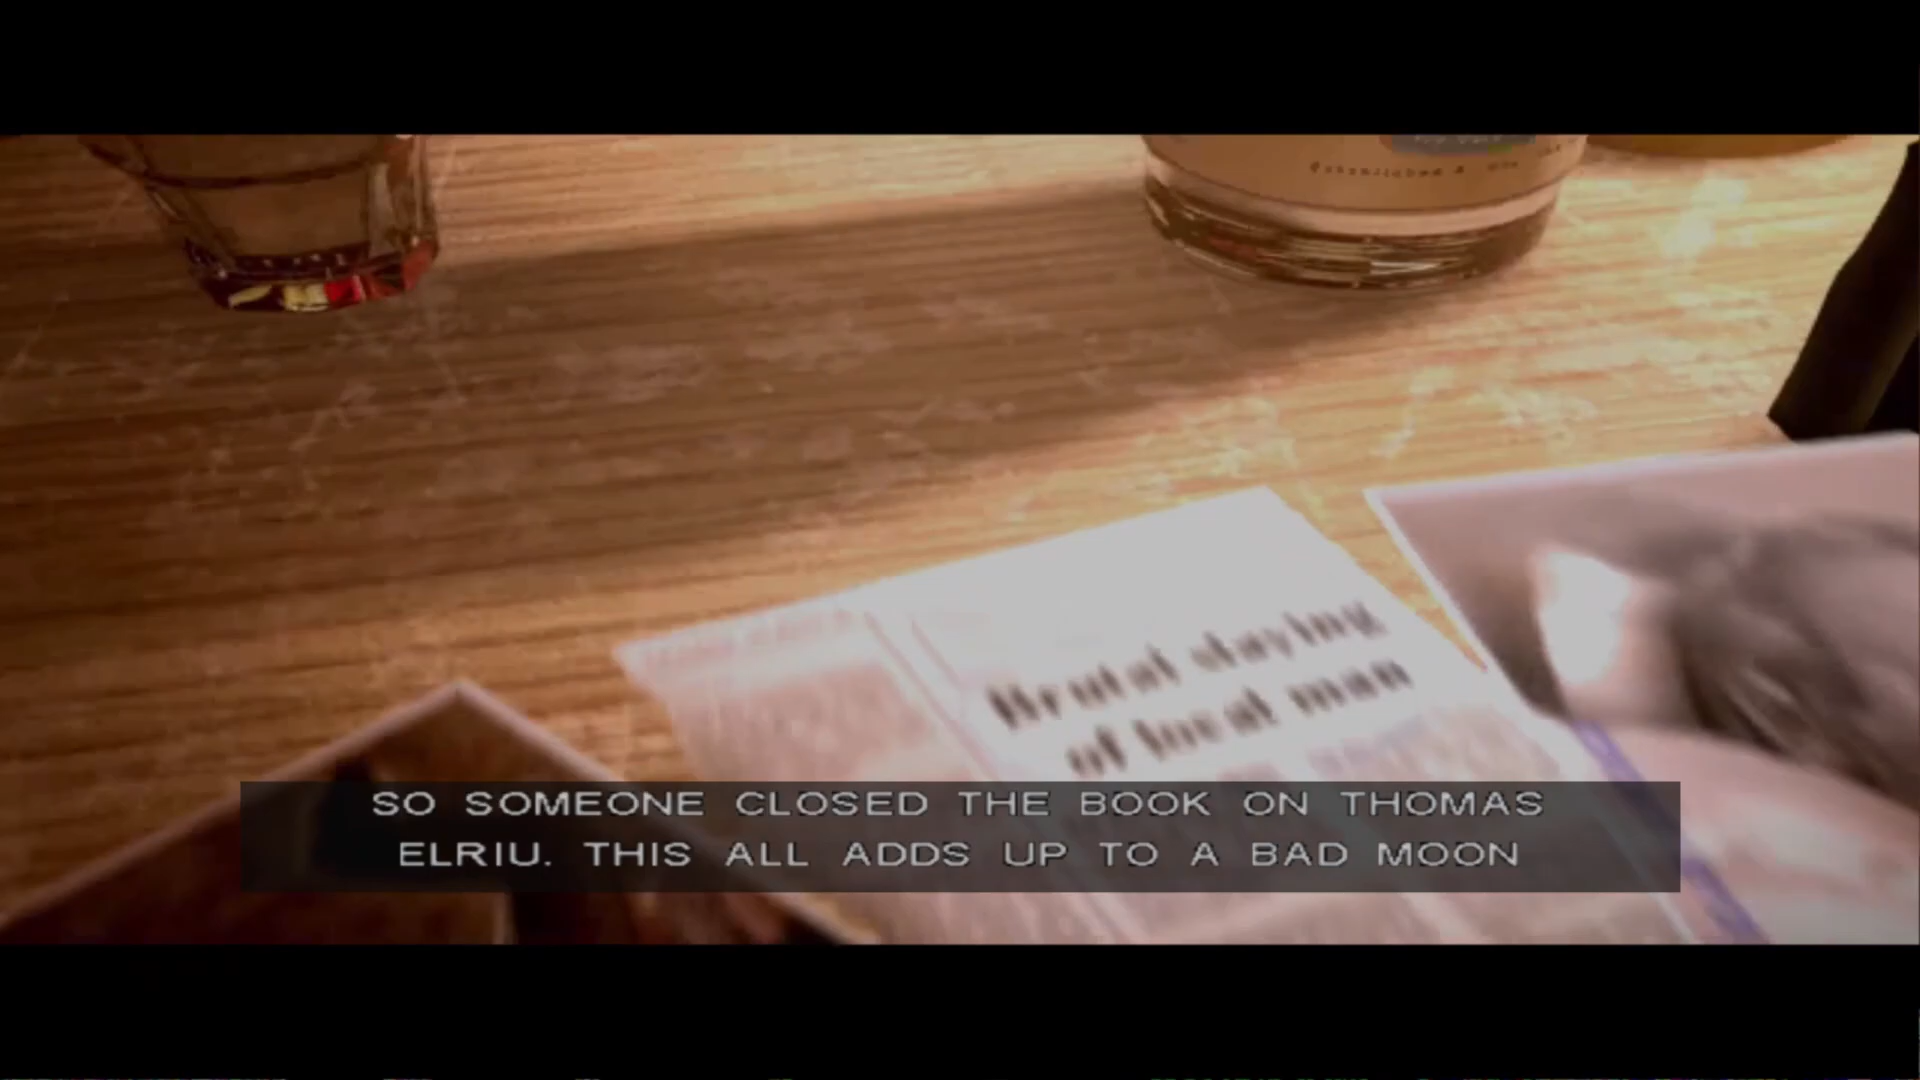 Brutal slaying
of local man
SO SOMEONE CLOSED THE BOOK ON THOMAS
ELRIU. THIS ALL ADDS UP TO A BAD MOON